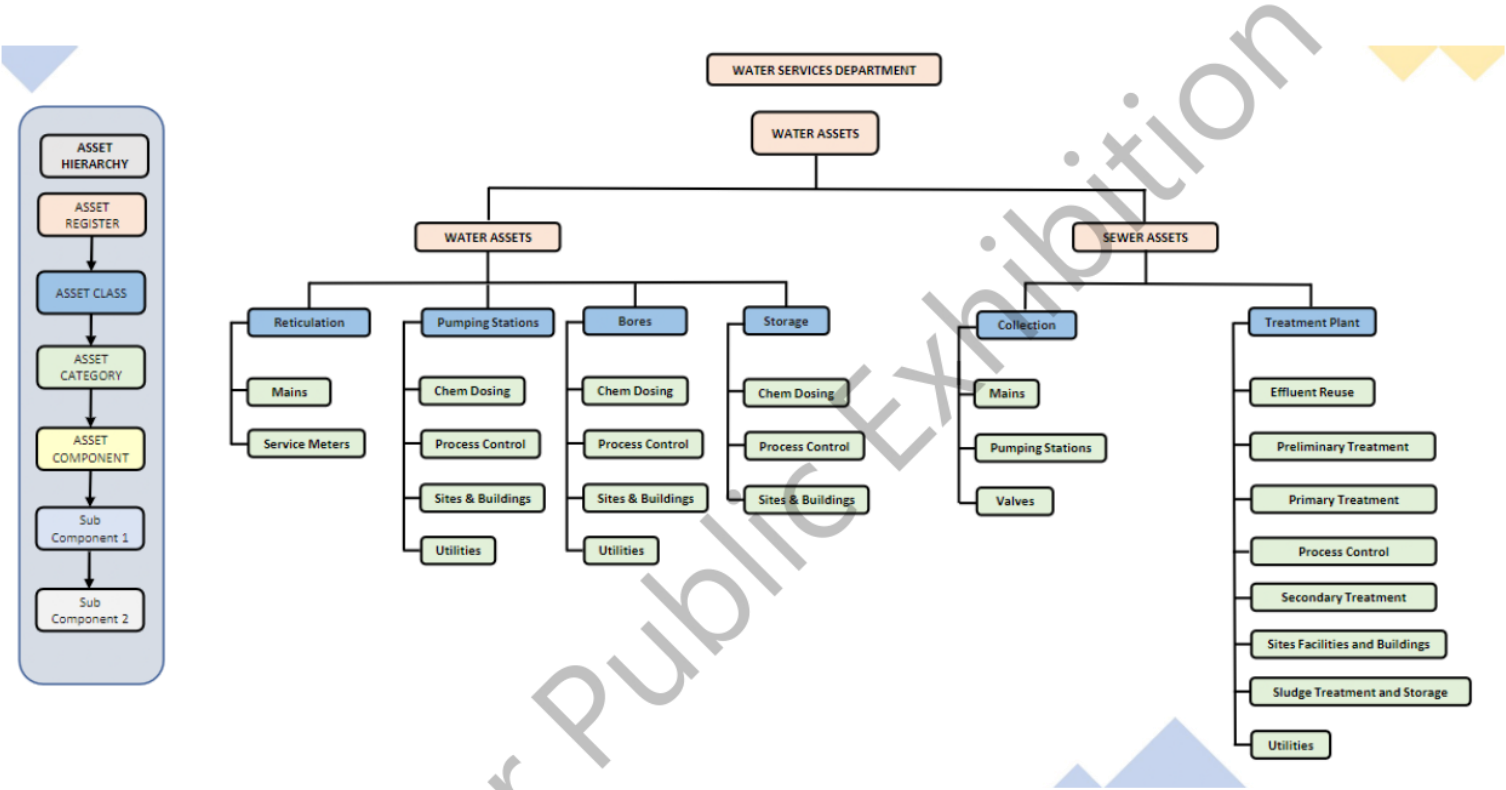 WATER SERVICES DEPARTMENT
WATER ASSETS
ASSET
HIERARCHY
ASSET
REGISTER
ASSET CLASS
ASSET
CATEGORY
ASSET
COMPONENT
Sub
Component 1
Sub
Component 2
WATER ASSETS
Reticulation
Mains
Service Meters
Pumping Stations
Chem Dosing
Process Control
Sites & Buildings
Utilities
Bores
Chem Dosing
Process Control
Sites & Buildings
Utilities
Storage
Chem Dosing
Process Control
Sites & Buildings
SEWER ASSETS
Collection
Mains
Pumping Stations
Valves
Treatment Plant
Effluent Reuse
Preliminary Treatment
Primary Treatment
Process Control
Secondary Treatment
Sites Facilities and Buildings
Sludge Treatment and Storage
Utilities
Public Exhibition